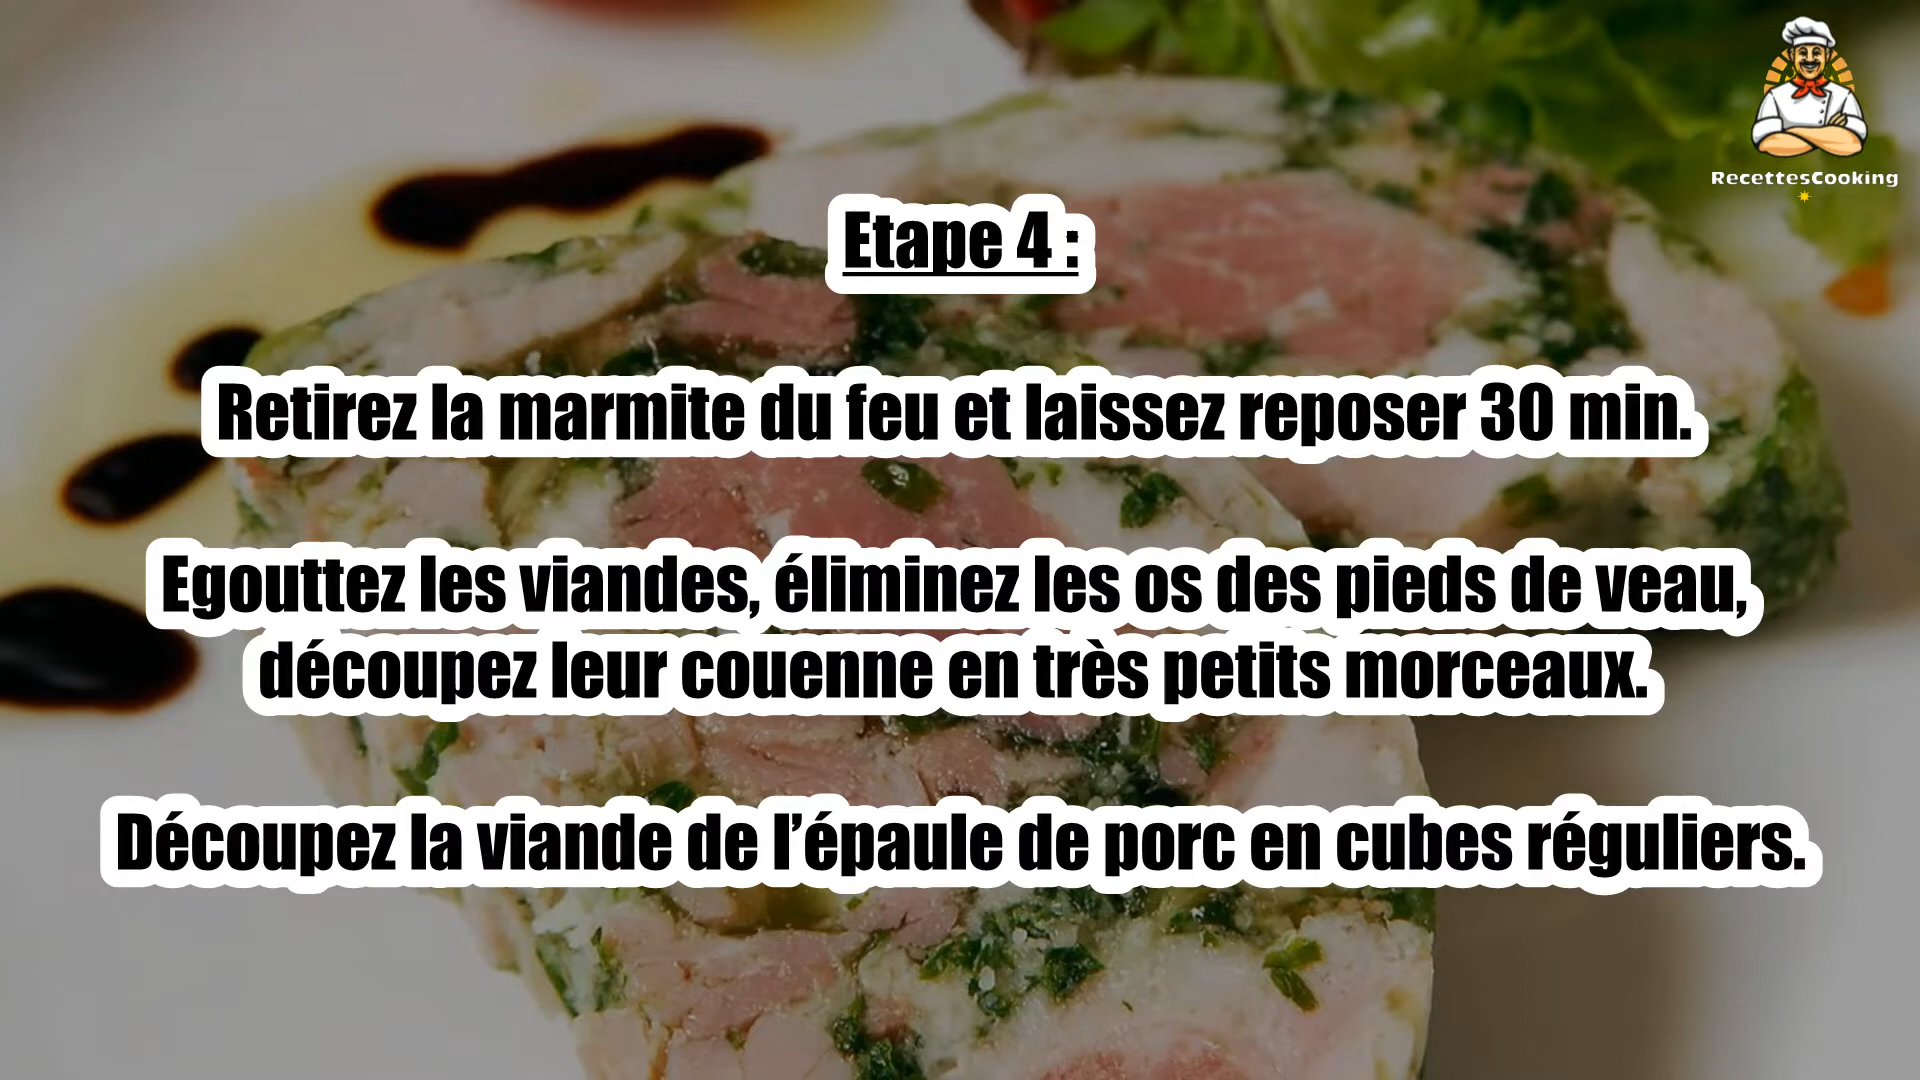 RecettesCooking
Etape 4 :
Retirez la marmite du feu et laissez reposer 30 min.
Egouttez les viandes, éliminez les os des pieds de veau,
découpez leur couenne en très petits morceaux.
Découpez la viande de l’épaule de porc en cubes réguliers.